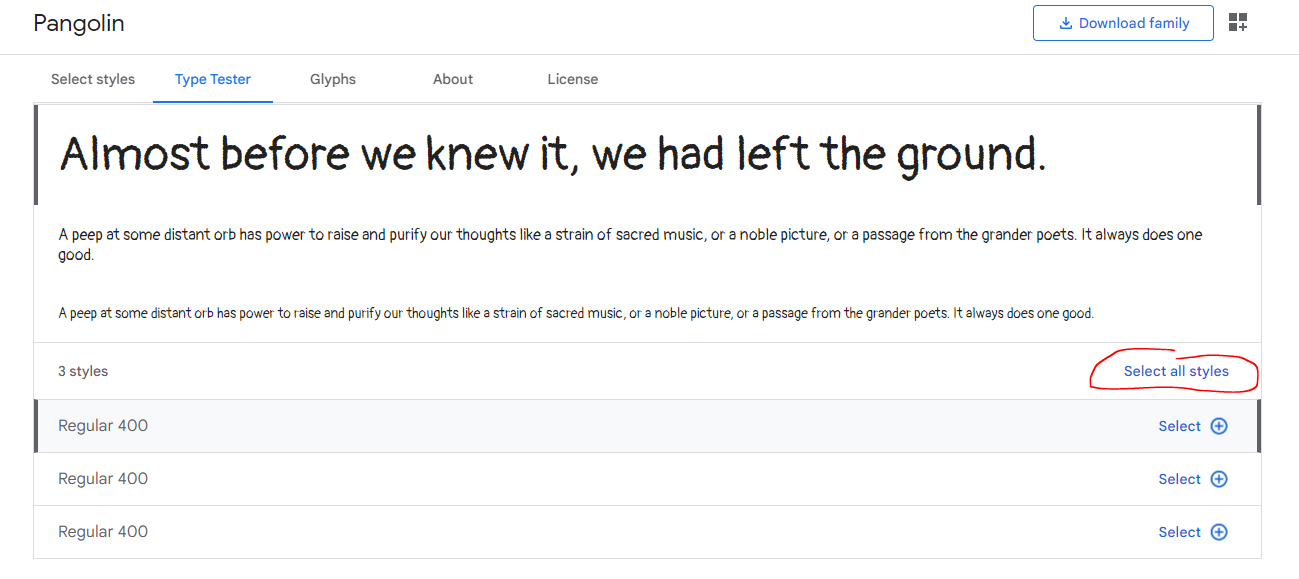 Pangolin
Download family
Select styles Type Tester Glyphs About License
Almost before we knew it, we had left the ground.
A peep at some distant orb has power to raise and purify our thoughts like a strain of sacred music, or a noble picture, or a passage from the grander poets. It always does one
good.
A peep at some distant orb has power to raise and purify our thoughts like a strain of sacred music, or a noble picture, or a passage from the grander poets. It always does one good.
3 styles Select all styles
Regular 400 Select
Regular 400 Select
Regular 400 Select